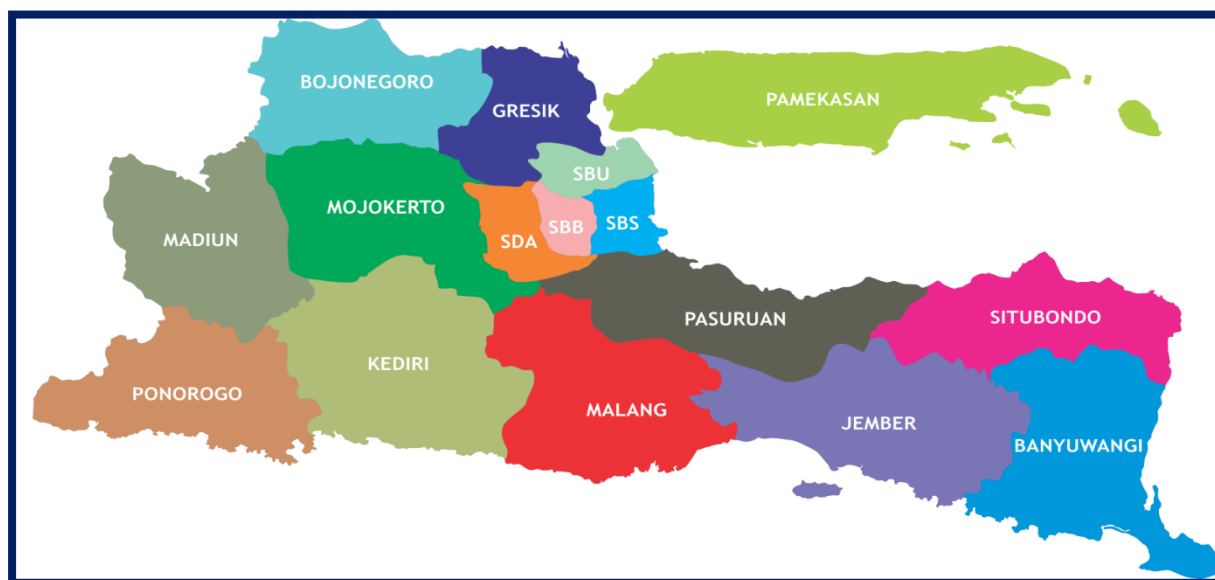 BOJONEGORO
GRESIK
PAMEKASAN
SBU
MOJOKERTO
SBB
SBS
SDA
MADIUN
PASURUAN
SITUBONDO
KEDIRI
PONOROGO
MALANG
JEMBER
BANYUWANGI